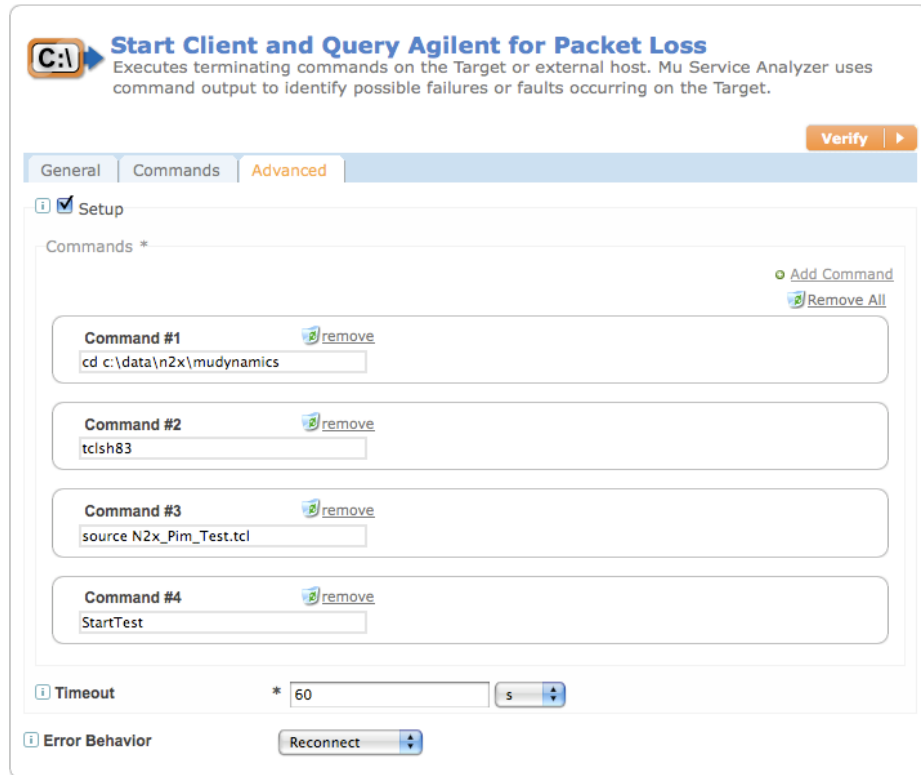 C:\
Start Client and Query Agilent for Packet Loss
Executes terminating commands on the Target or external host. Mu Service Analyzer uses
command output to identify possible failures or faults occurring on the Target.
Verify
General Commands Advanced
i Setup
Commands *
Add Command
Remove All
Command #1 remove
cd c:\data\n2x\mudynamics
Command #2 remove
tclsh83
Command #3 remove
source N2x_Pim_Test.tcl
Command #4 remove
StartTest
i Timeout * 60 s
i Error Behavior Reconnect